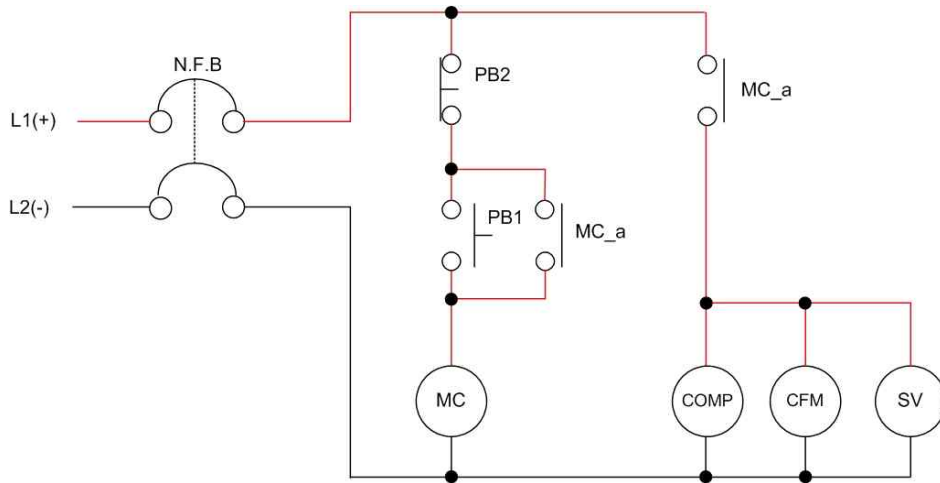 N.F.B
PB2
MC_a
L1(+)
L2(-)
PB1
MC_a
MC
COMP
CFM
SV